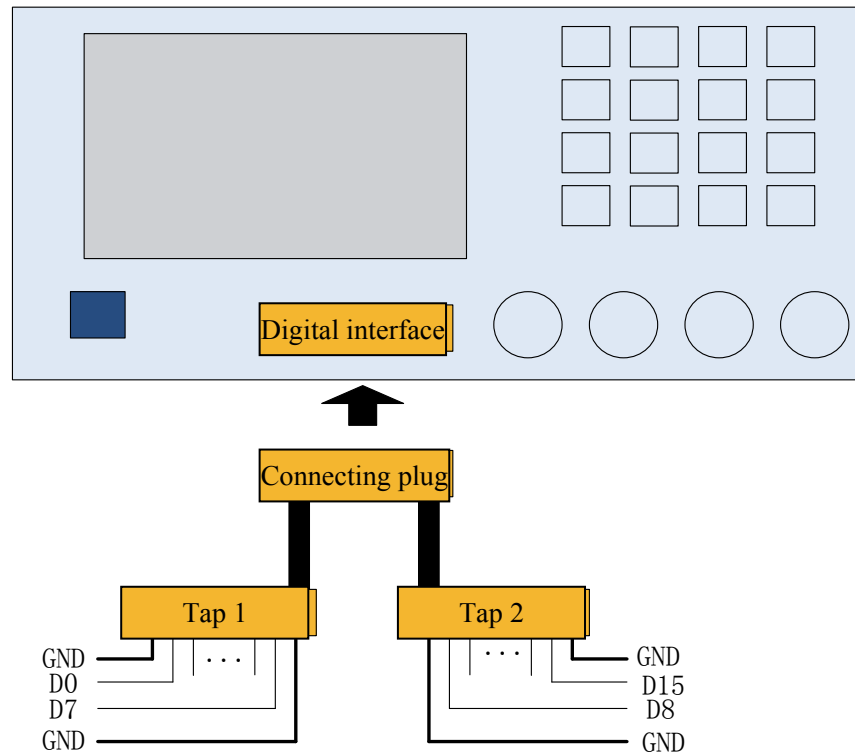 Digital interface
Connecting plug
Tap 1
Tap 2
GND
...
...
GND
D0
D15
D7
D8
GND
GND